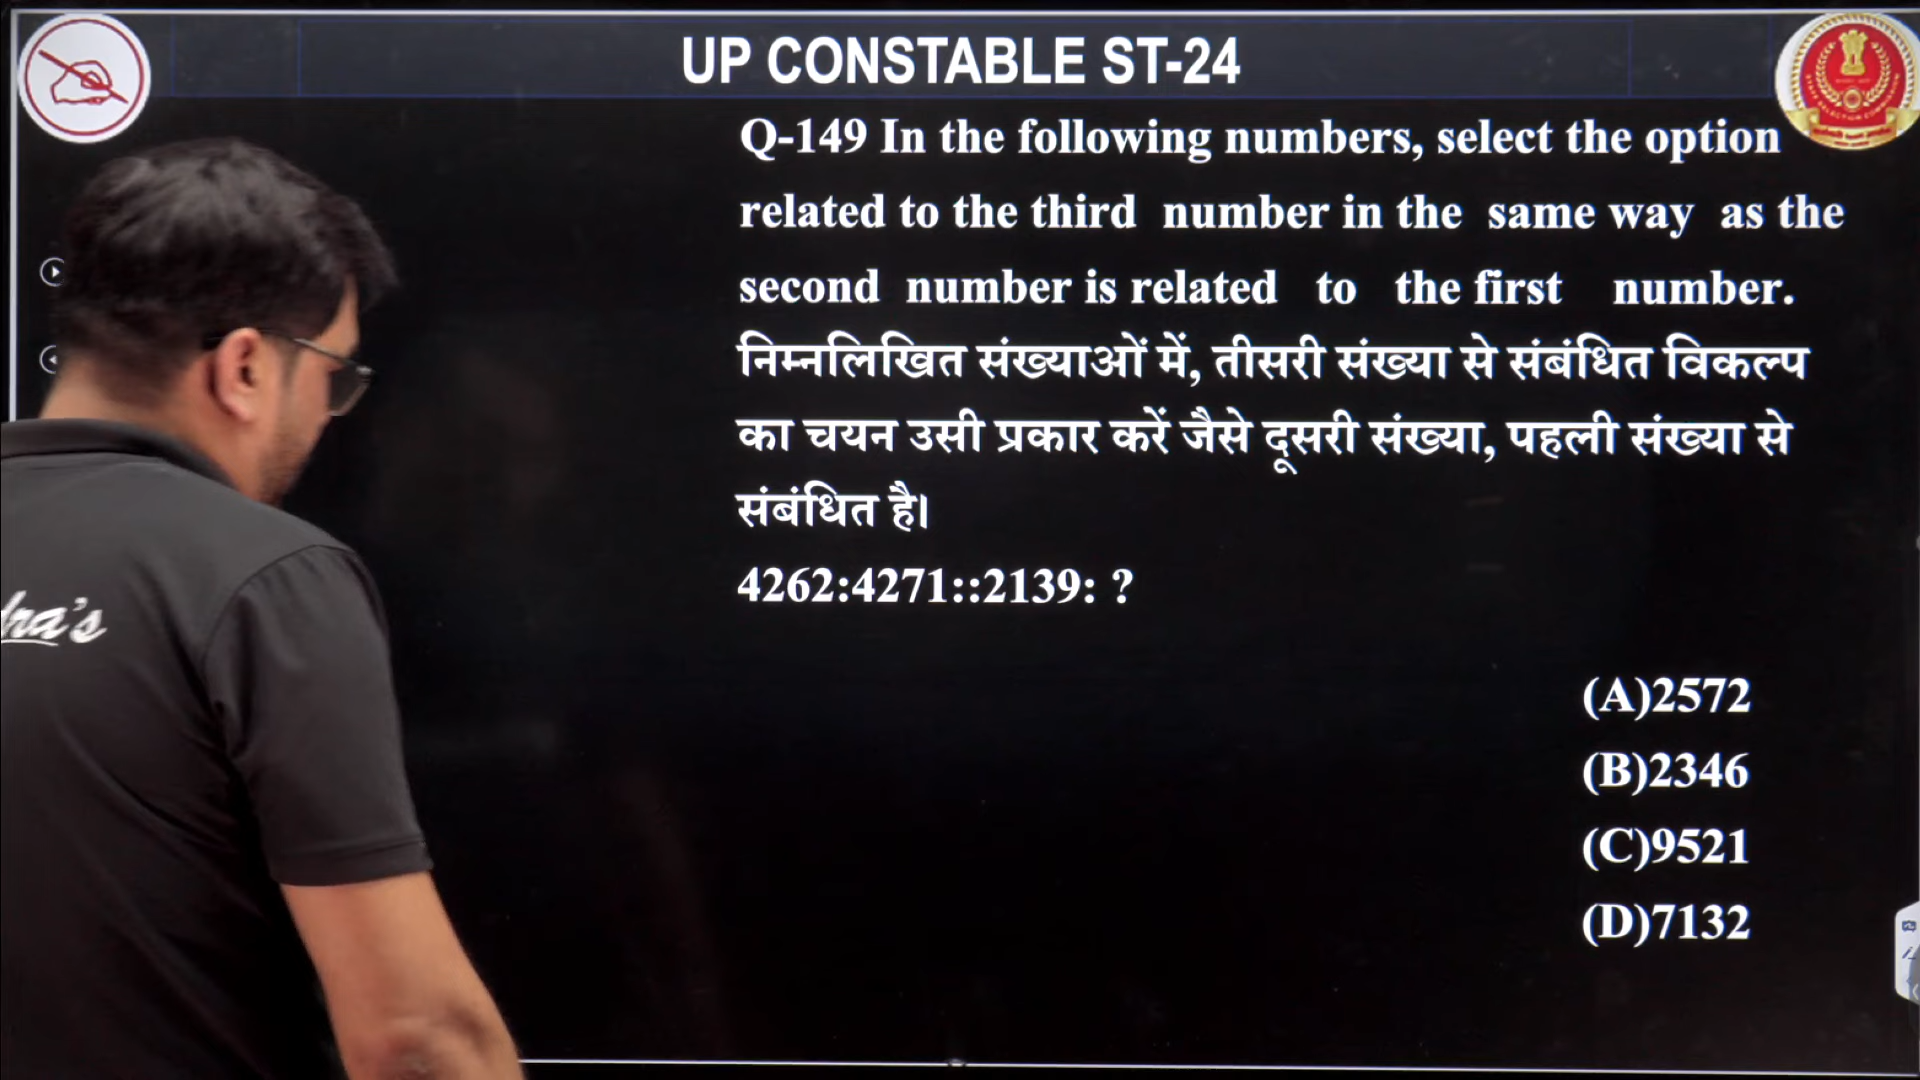 UP CONSTABLE ST-24
Q-149 In the following numbers, select the option
related to the third number in the same way as the
second number is related to the first number.
निम्नलिखित संख्याओं में, तीसरी संख्या से संबंधित विकल्प
का चयन उसी प्रकार करें जैसे दूसरी संख्या, पहली संख्या से
संबंधित है।
4262:4271::2139: ?
(A)2572
(B)2346
(C)9521
(D)7132